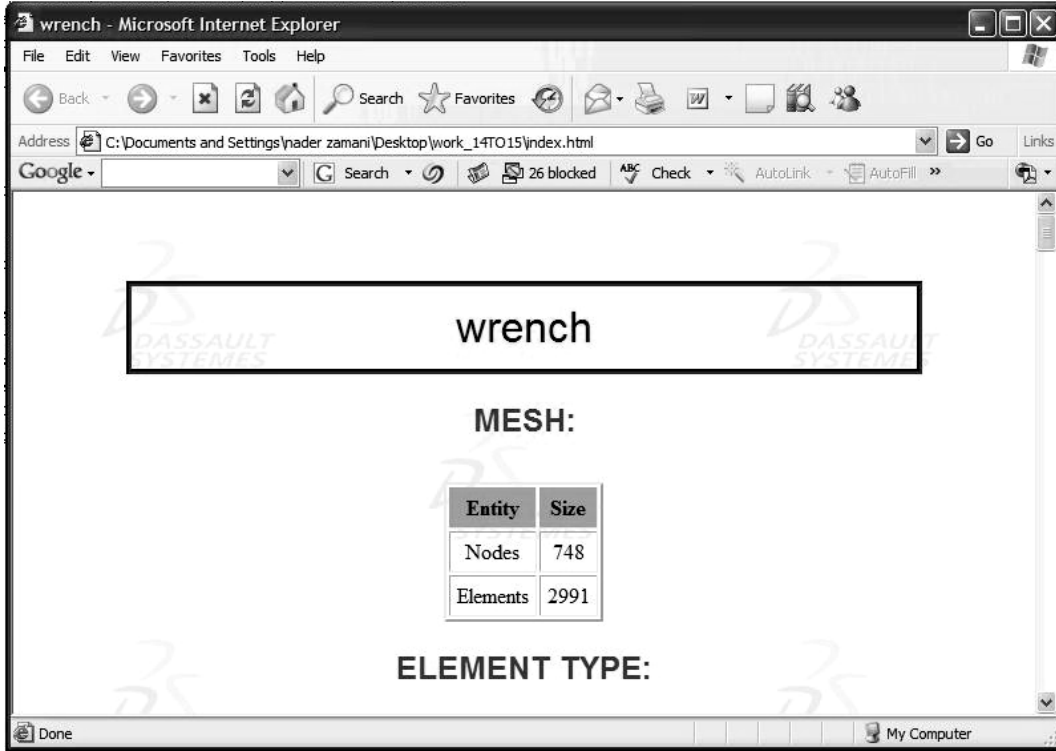 wrench - Microsoft Internet Explorer
File Edit View Favorites Tools Help
Back Search Favorites W
Address C:\Documents and Settings\nader zamani\Desktop\work_14TO15\index.html Go Links
Google G Search 26 blocked ABC Check AutoLink AutoFill »
wrench
DASSAULT SYSTEMES DASSAULT SYSTEMES
MESH:
Entity Size
Nodes 748
Elements 2991
ELEMENT TYPE:
Done My Computer